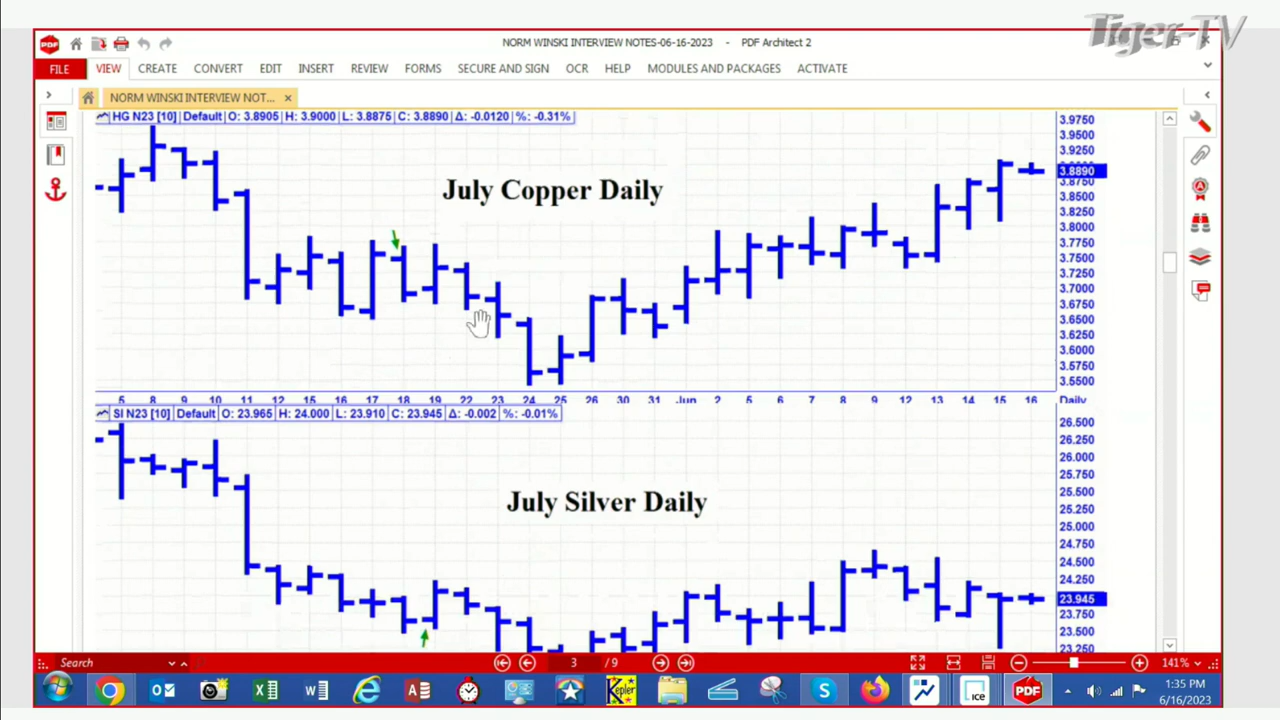 Tiger-TV
NORM WINSKI INTERVIEW NOTES-06-16-2023 - PDF Architect 2
FILE VIEW CREATE CONVERT EDIT INSERT REVIEW FORMS SECURE AND SIGN OCR HELP MODULES AND PACKAGES ACTIVATE
NORM WINSKI INTERVIEW NOT... ×
HG N23 [10] Default O: 3.8905 H: 3.9000 L: 3.8875 C: 3.8890 Δ: -0.0120 %: -0.31%
3.9750
3.9500
3.9250
3.8890
3.8750
3.8500
3.8250
3.8000
3.7750
3.7500
3.7250
3.7000
3.6750
3.6500
3.6250
3.6000
3.5750
3.5500
July Copper Daily
5 8 9 10 11 12 15 16 17 18 19 22 23 24 25 26 30 31 Jun 2 5 6 7 8 9 12 13 14 15 16 Daily
SI N23 [10] Default O: 23.965 H: 24.000 L: 23.910 C: 23.945 Δ: -0.002 %: -0.01%
26.500
26.250
26.000
25.750
25.500
25.250
25.000
24.750
24.500
24.250
23.945
23.750
23.500
23.250
July Silver Daily
Search 3 / 9 141%
PDF
O
X
W
e
A
Kepler
S
ice
PDF
1:35 PM
6/16/2023